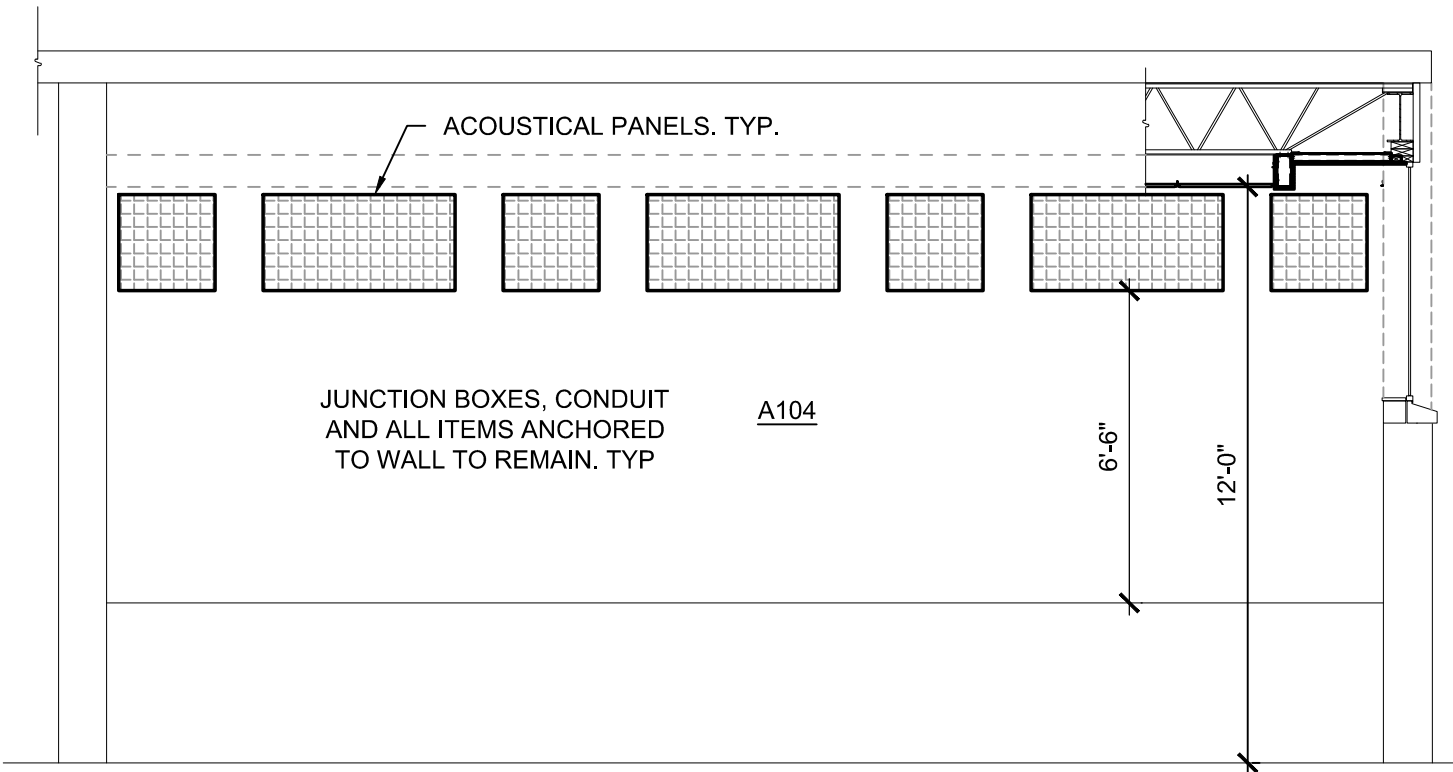 ACOUSTICAL PANELS. TYP.
JUNCTION BOXES, CONDUIT
AND ALL ITEMS ANCHORED
TO WALL TO REMAIN. TYP
A104
6'-6"
12'-0"